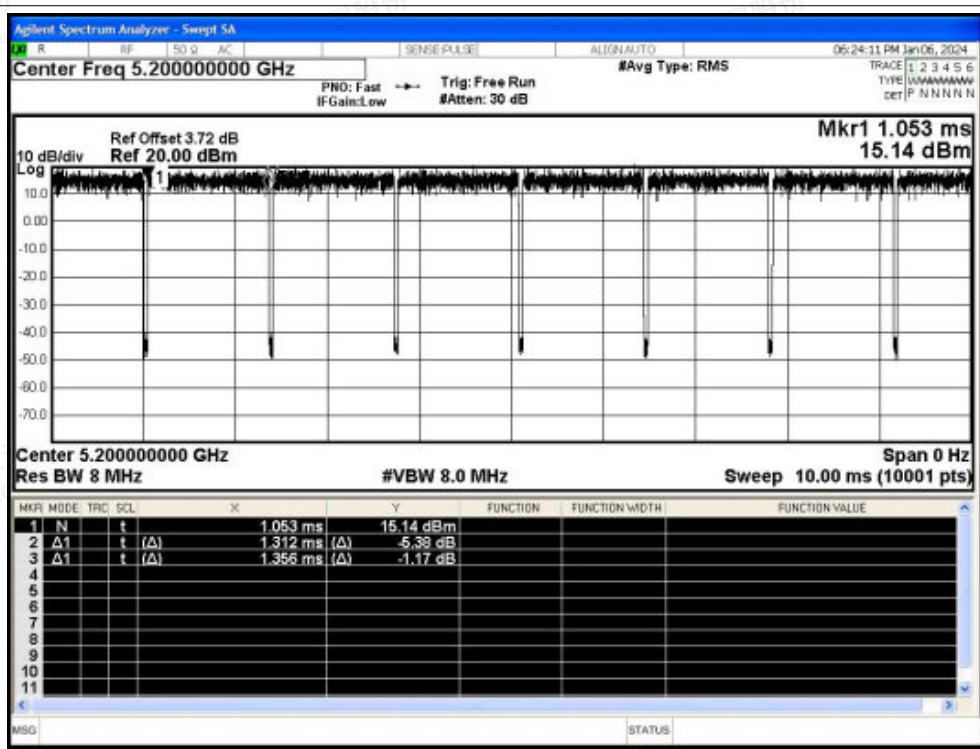 Agilent Spectrum Analyzer - Swept SA
R RF 50 Ω AC SENSE:PULSE ALIGN AUTO 06:24:11 PM Jan 06, 2024
Center Freq 5.200000000 GHz
#Avg Type: RMS
TRACE 1 2 3 4 5 6
PNO: Fast Trig: Free Run
TYPE
IFGain:Low #Atten: 30 dB
DET P N N N N N
Mkr1 1.053 ms
Ref Offset 3.72 dB
10 dB/div Ref 20.00 dBm
15.14 dBm
Log
1
10.0
0.00
-10.0
-20.0
-30.0
-40.0
-50.0
-60.0
-70.0
Center 5.200000000 GHz Span 0 Hz
Res BW 8 MHz #VBW 8.0 MHz Sweep 10.00 ms (10001 pts)
MKR MODE TRC SCL X Y FUNCTION FUNCTION WIDTH FUNCTION VALUE
1 N t 1.053 ms 15.14 dBm
2 Δ1 t (Δ) 1.312 ms (Δ) -5.38 dB
3 Δ1 t (Δ) 1.356 ms (Δ) -1.17 dB
4
5
6
7
8
9
10
11
MSG STATUS